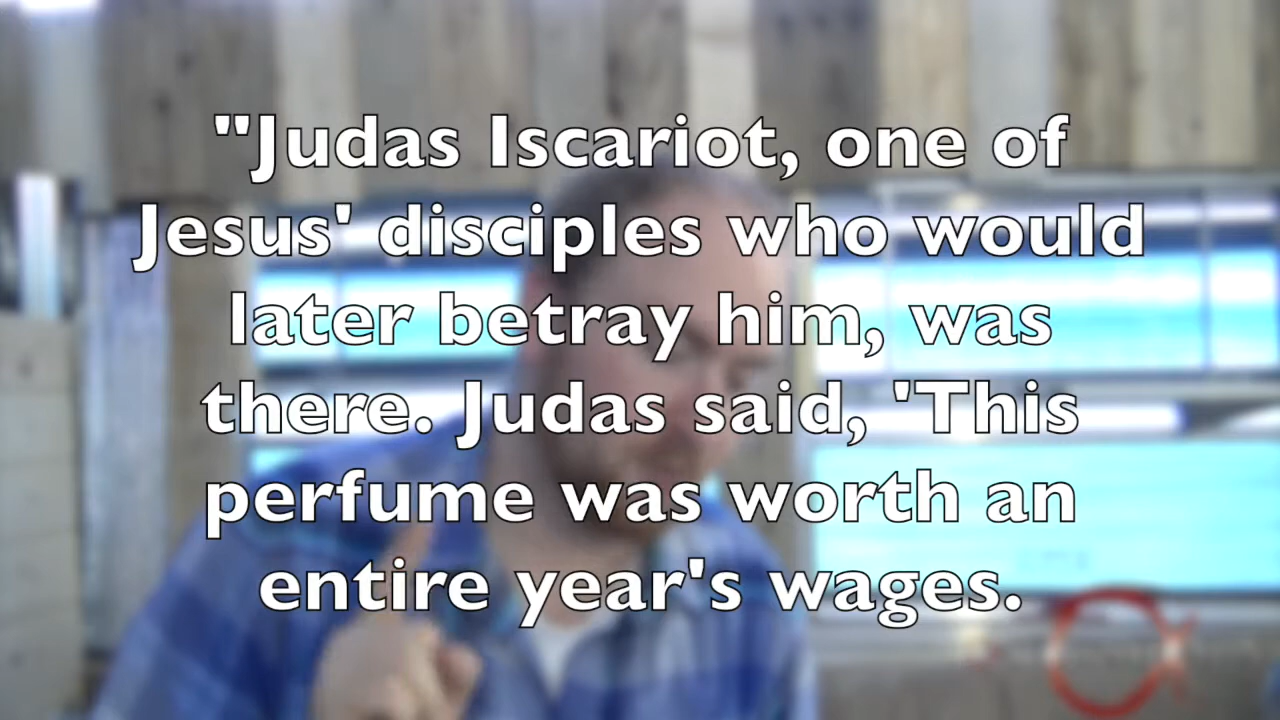 "Judas Iscariot, one of
Jesus' disciples who would
later betray him, was
there. Judas said, 'This
perfume was worth an
entire year's wages.